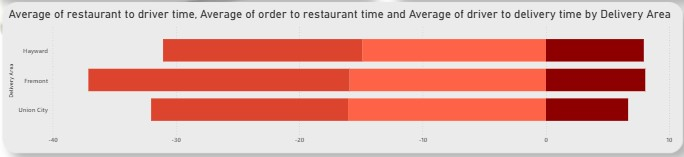 Average of restaurant to driver time, Average of order to restaurant time and Average of driver to delivery time by Delivery Area
Hayward
Fremont
Union City
Delivery Area
-40 -30 -20 -10 0 10